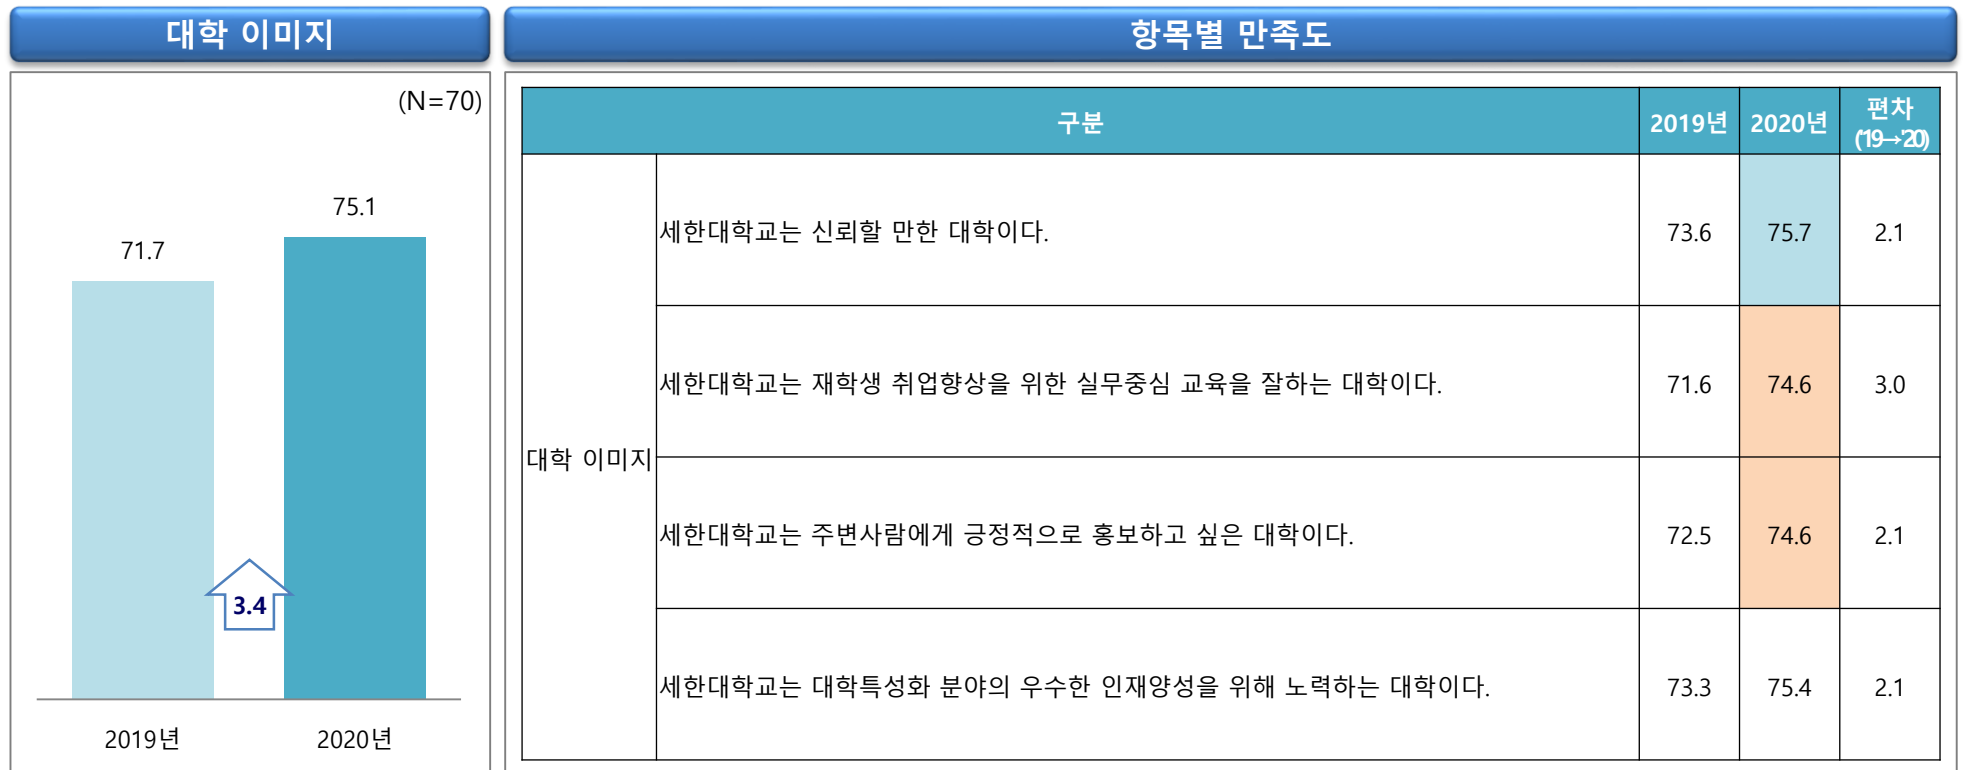 대학 이미지
항목별 만족도
(N=70)
71.7
75.1
3.4
2019년
2020년
구분
2019년
2020년
편차
('19→'20)
대학 이미지
세한대학교는 신뢰할 만한 대학이다.
73.6
75.7
2.1
세한대학교는 재학생 취업향상을 위한 실무중심 교육을 잘하는 대학이다.
71.6
74.6
3.0
세한대학교는 주변사람에게 긍정적으로 홍보하고 싶은 대학이다.
72.5
74.6
2.1
세한대학교는 대학특성화 분야의 우수한 인재양성을 위해 노력하는 대학이다.
73.3
75.4
2.1